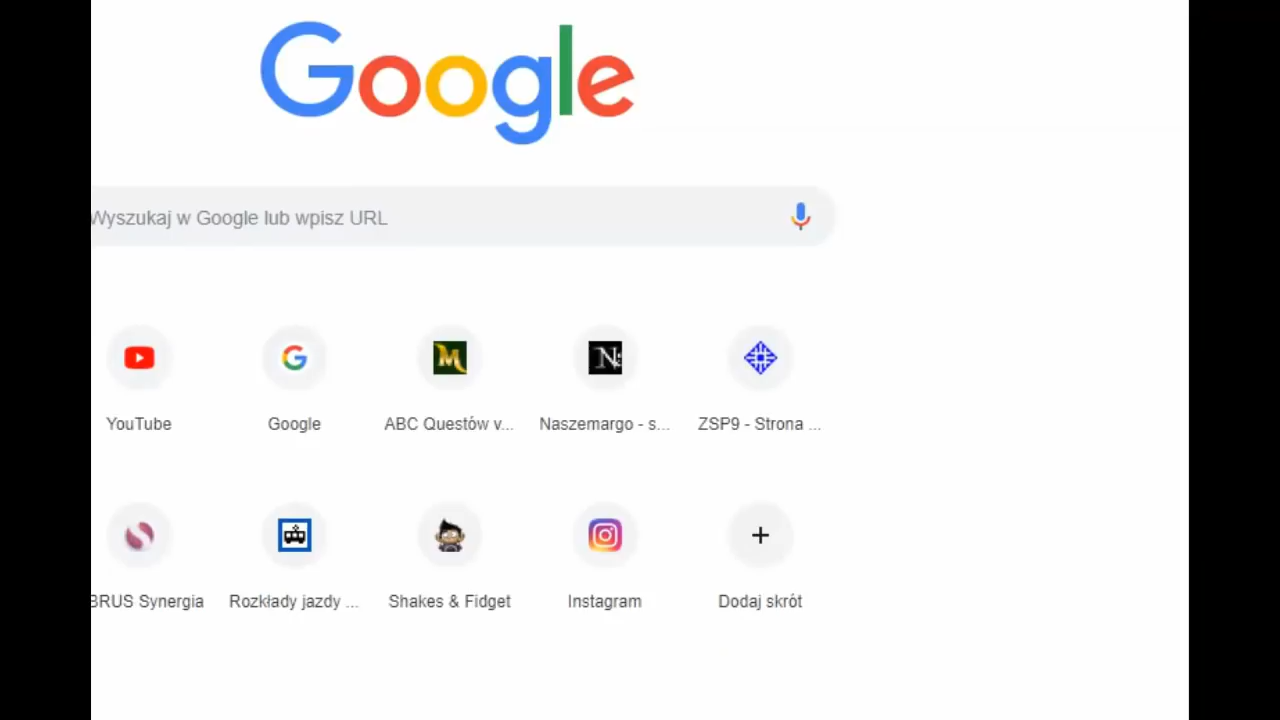 Google
Wyszukaj w Google lub wpisz URL
YouTube
Google
ABC Questów v...
Naszemargo - s...
ZSP9 - Strona ...
BRUS Synergia
Rozkłady jazdy ...
Shakes & Fidget
Instagram
Dodaj skrót